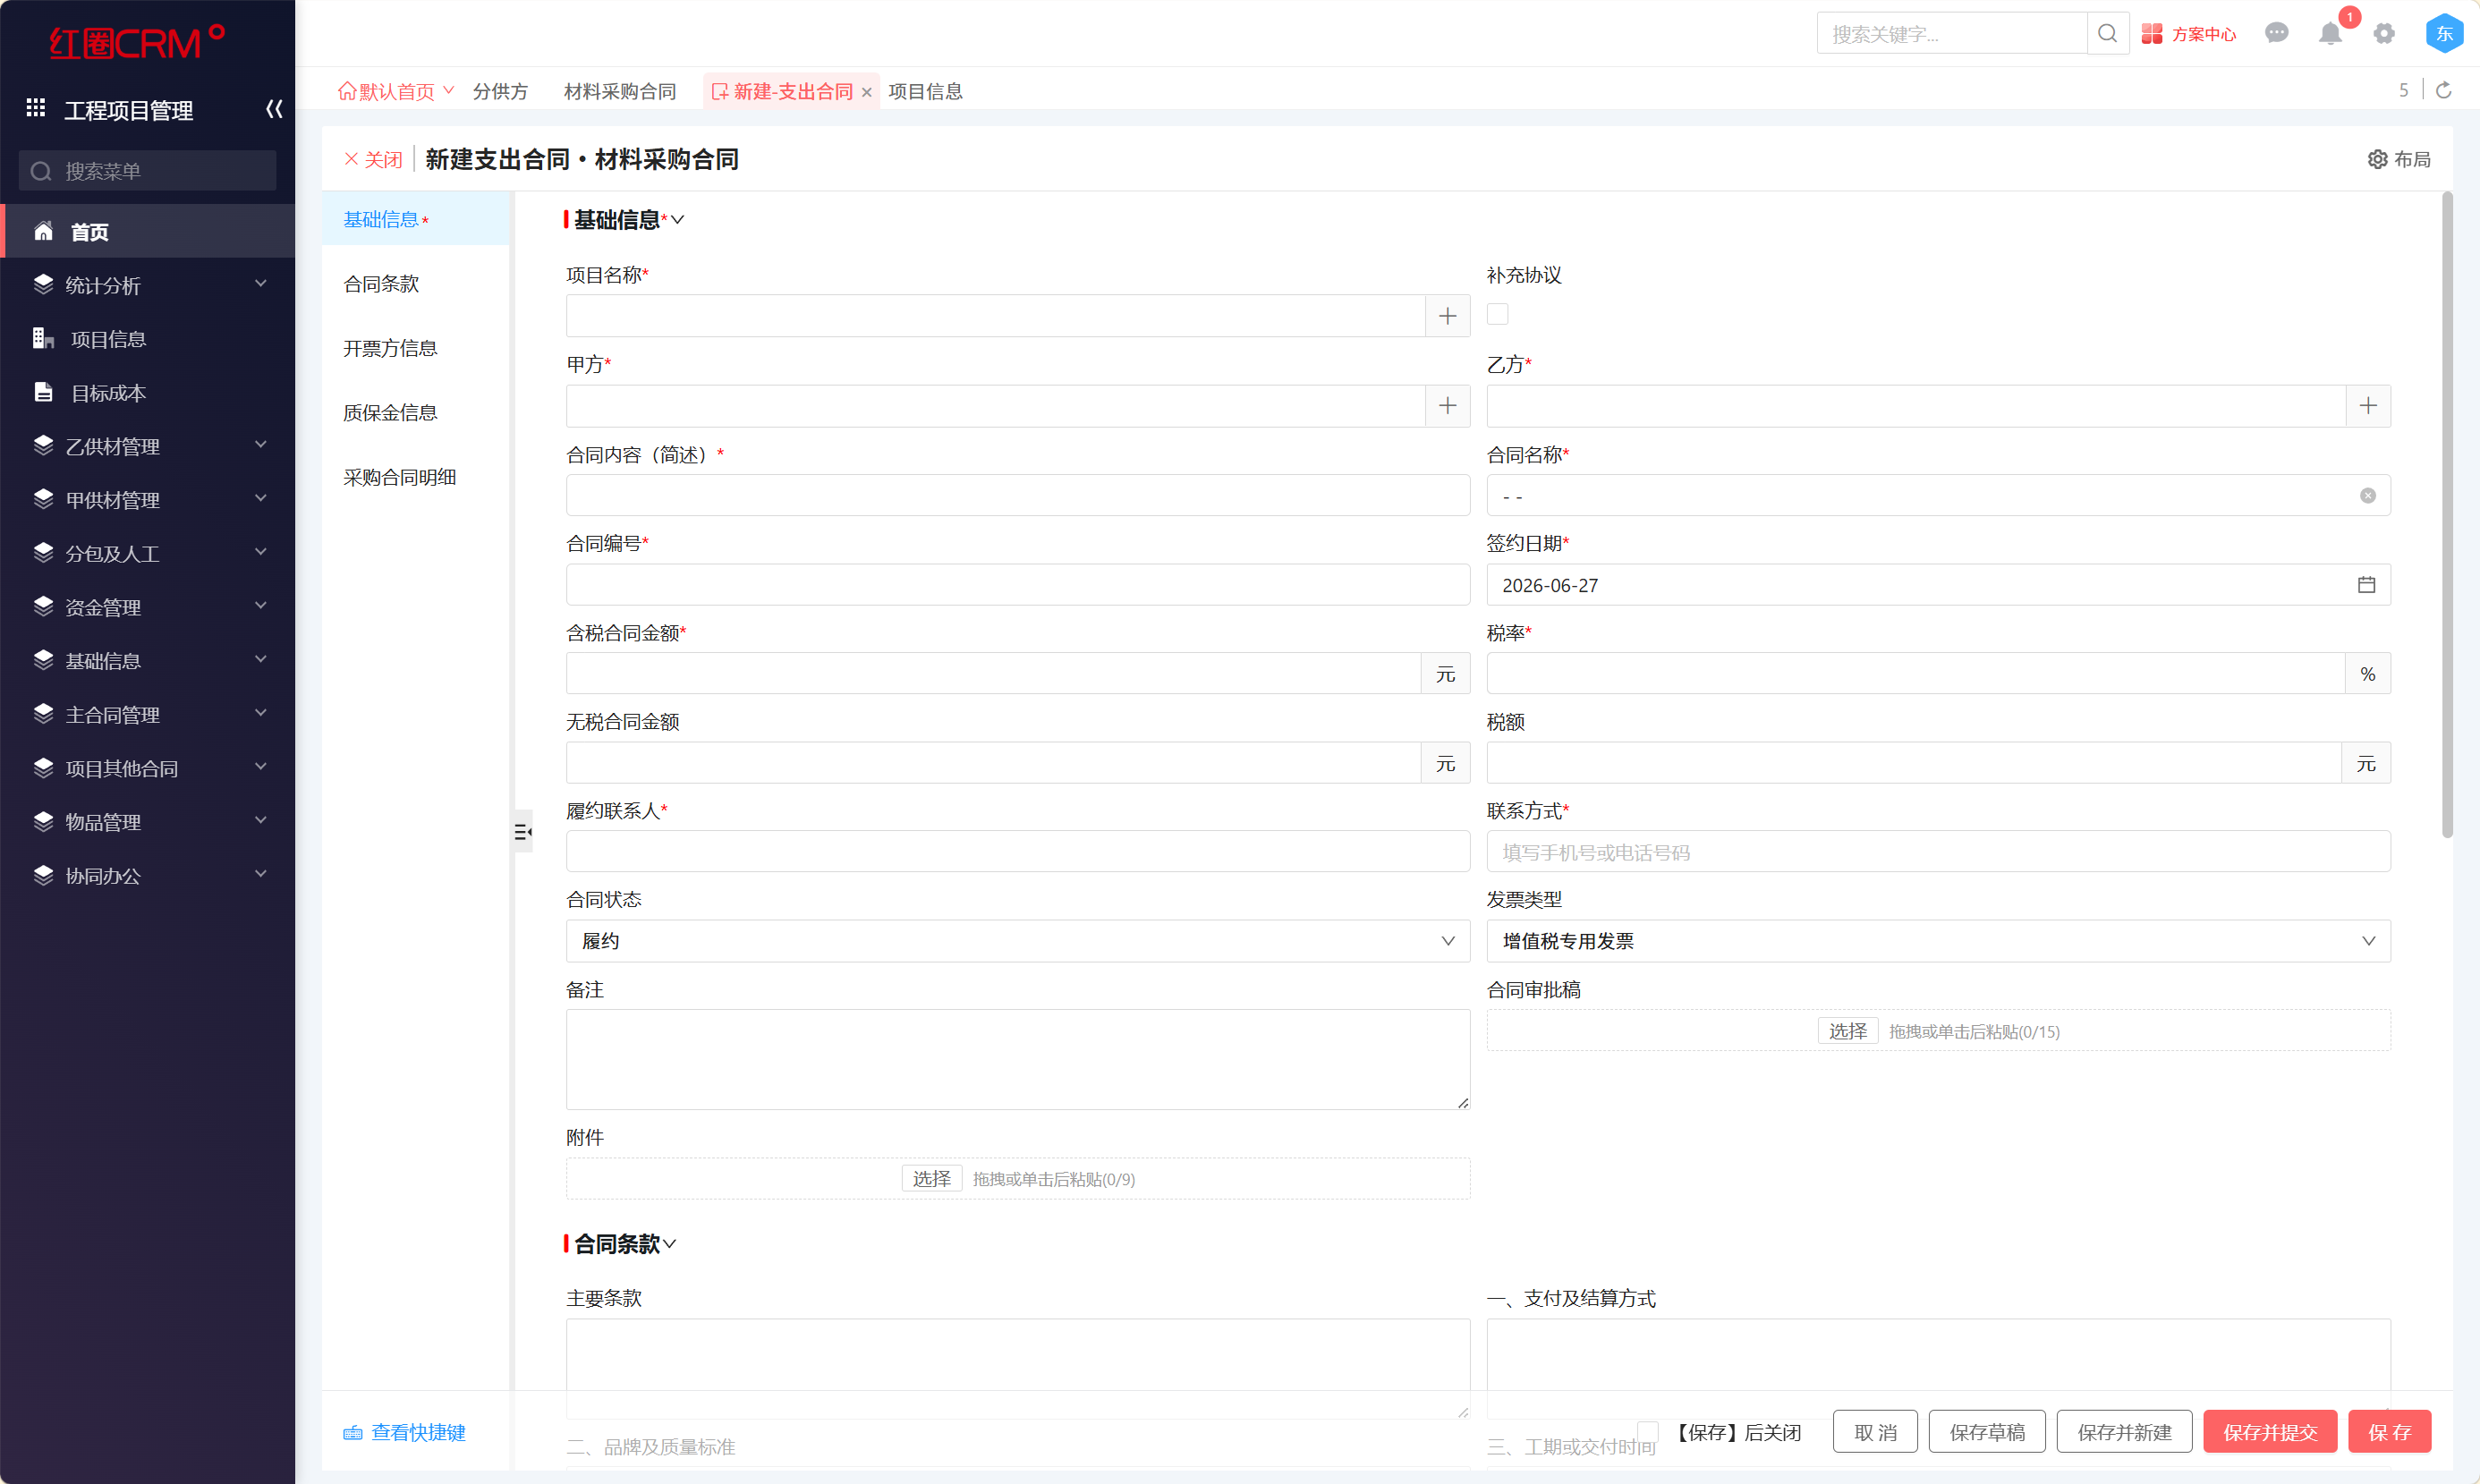 红圈CRM
搜索关键字...
方案中心
1
东
工程项目管理
默认首页
分供方
材料采购合同
新建-支出合同
项目信息
5
搜索菜单
首页
统计分析
项目信息
目标成本
乙供材管理
甲供材管理
分包及人工
资金管理
基础信息
主合同管理
项目其他合同
物品管理
协同办公
关闭
新建支出合同·材料采购合同
布局
基础信息*
合同条款
开票方信息
质保金信息
采购合同明细
基础信息*
项目名称*
补充协议
甲方*
乙方*
合同内容（简述）*
合同名称*
- -
合同编号*
签约日期*
2026-06-27
含税合同金额*
元
税率*
%
无税合同金额
元
税额
元
履约联系人*
联系方式*
填写手机号或电话号码
合同状态
履约
发票类型
增值税专用发票
备注
合同审批稿
选择 拖拽或单击后粘贴(0/15)
附件
选择 拖拽或单击后粘贴(0/9)
合同条款
主要条款
一、支付及结算方式
二、品牌及质量标准
三、工期或交付时间
查看快捷键
【保存】后关闭
取 消
保存草稿
保存并新建
保存并提交
保 存